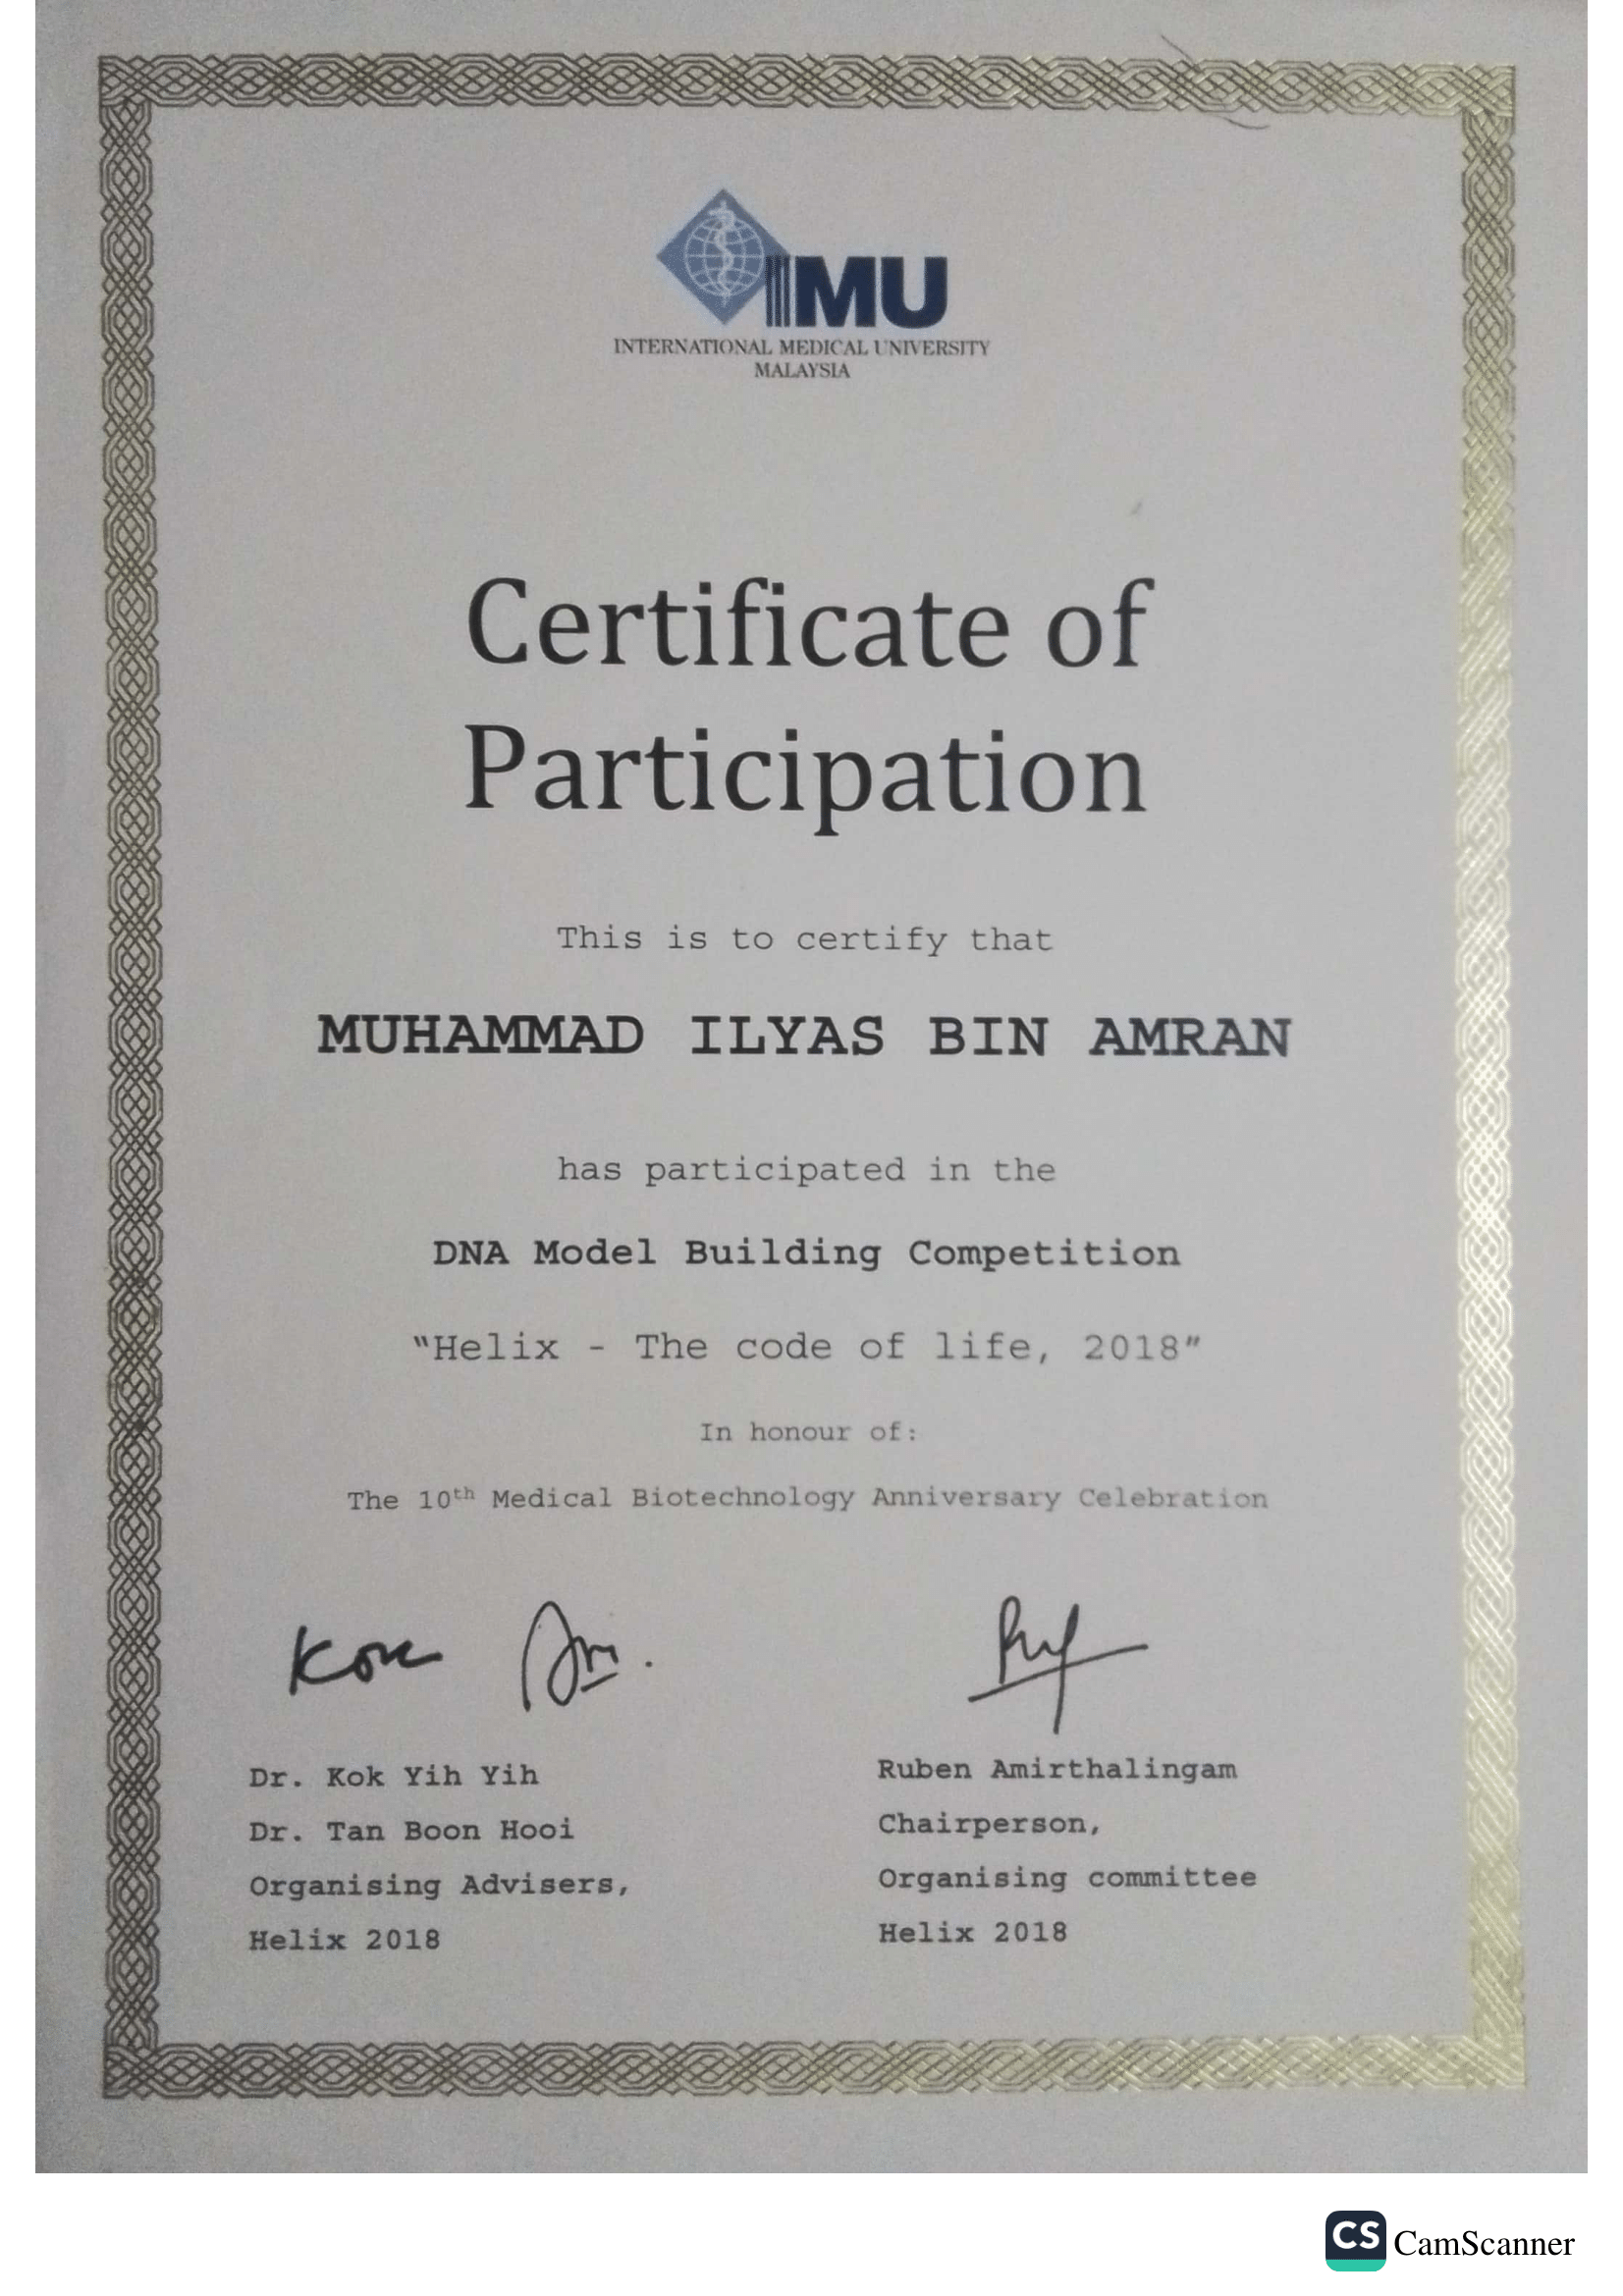 IMU
INTERNATIONAL MEDICAL UNIVERSITY
MALAYSIA
Certificate of
Participation
This is to certify that
MUHAMMAD ILYAS BIN AMRAN
has participated in the
DNA Model Building Competition
“Helix - The code of life, 2018”
In honour of:
The 10th Medical Biotechnology Anniversary Celebration
Kok
Dr. Kok Yih Yih
Dr. Tan Boon Hooi
Organising Advisers,
Helix 2018
Ruben Amirthalingam
Chairperson,
Organising committee
Helix 2018
CS CamScanner